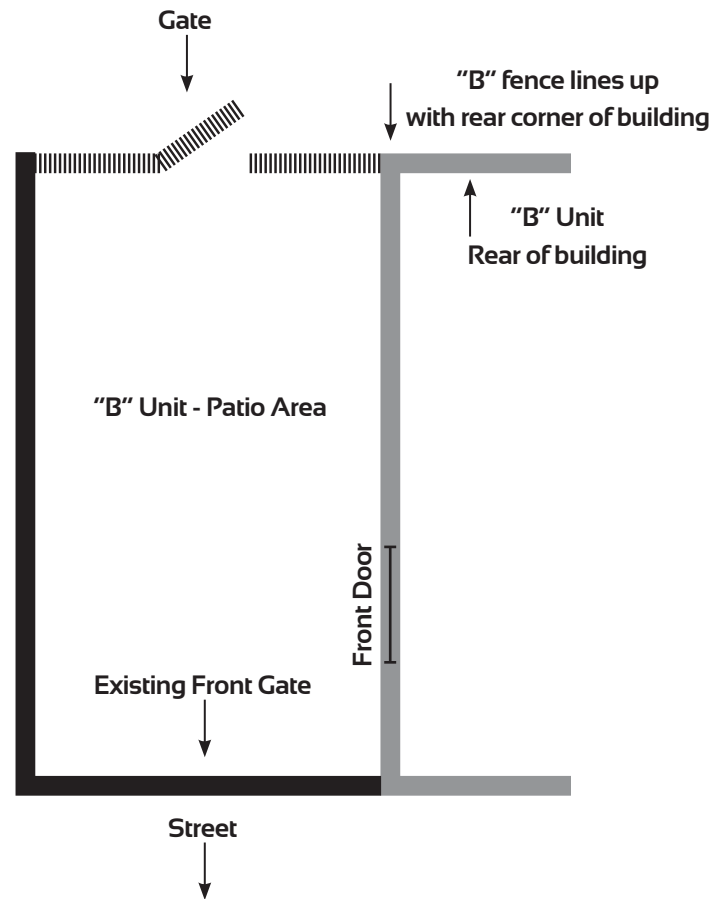 Gate
"B" fence lines up
with rear corner of building
"B" Unit
Rear of building
"B" Unit - Patio Area
Front Door
Existing Front Gate
Street